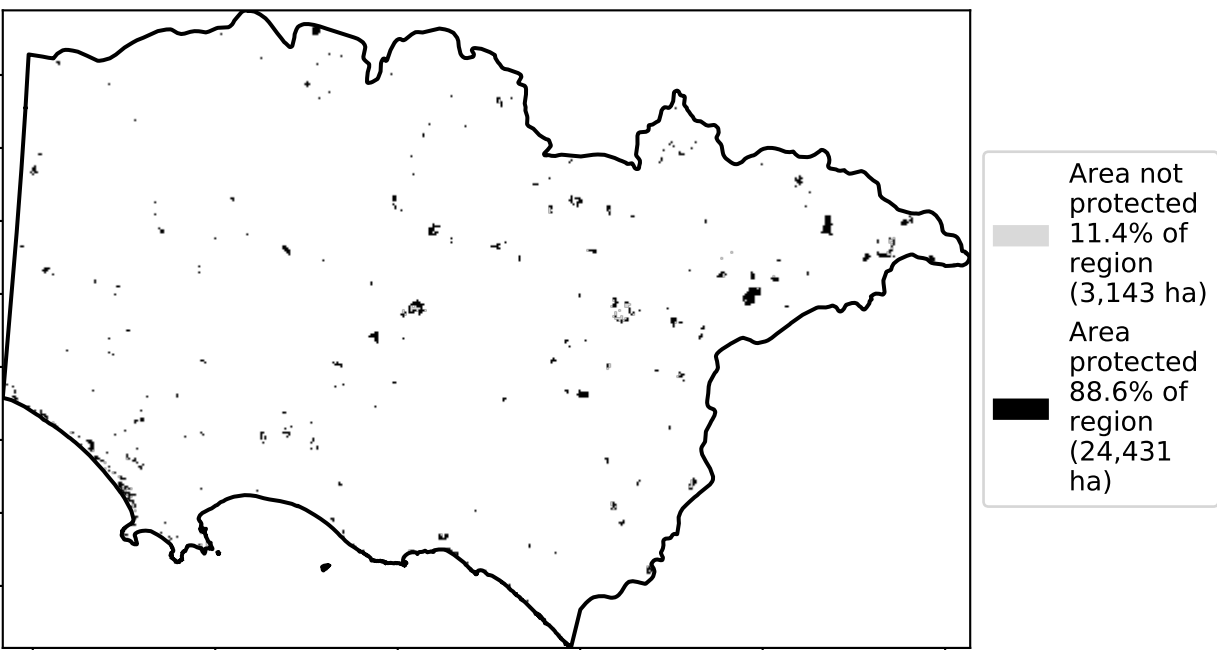 Area not
protected
11.4% of
region
(3,143 ha)
Area
protected
88.6% of
region
(24,431
ha)